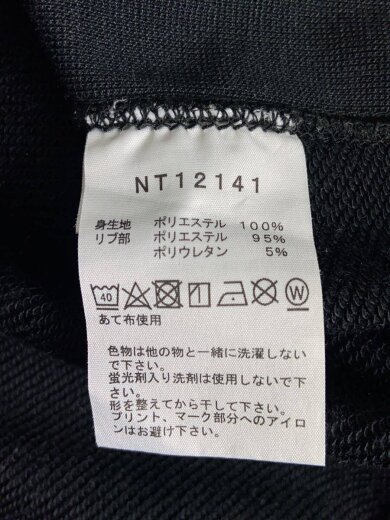 NT12141
身生地 ポリエステル 100%
リブ部 ポリエステル 95%
ポリウレタン 5%
40
W
あて布使用
色物は他の物と一緒に洗濯しない
で下さい。
蛍光剤入り洗剤は使用しないで下
さい。
形を整えてから干して下さい。
プリント、マーク部分へのアイロ
ンはお避け下さい。